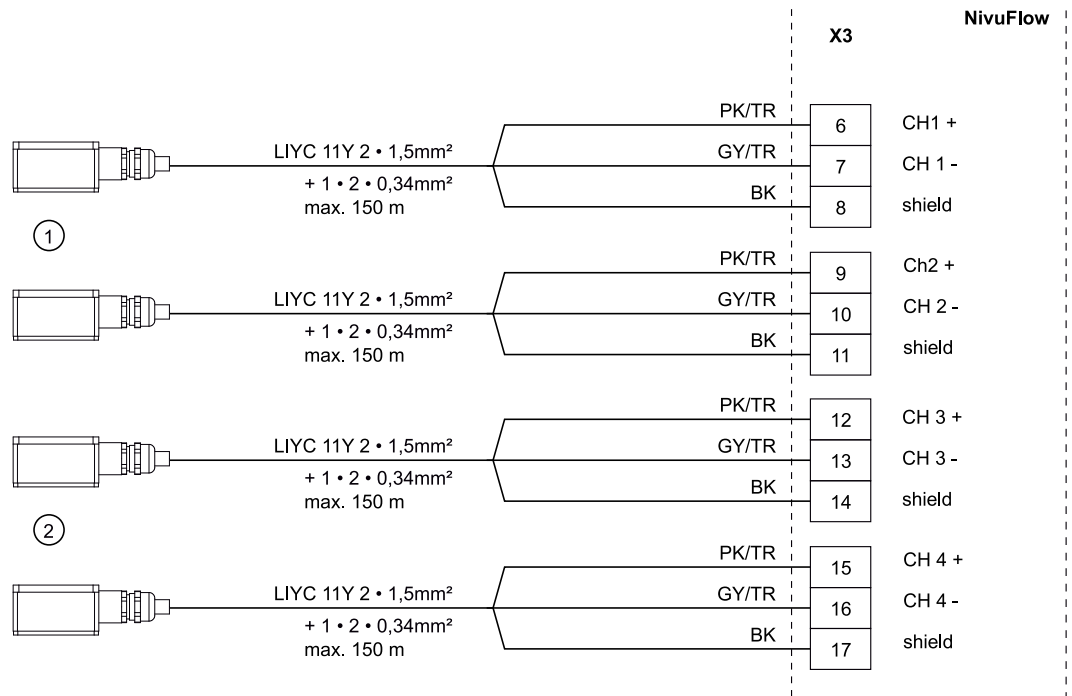 NivuFlow
X3
PK/TR 6 CH1 +
LIYC 11Y 2 • 1,5mm² GY/TR 7 CH 1 -
+ 1 • 2 • 0,34mm²
BK 8 shield
max. 150 m
1
PK/TR 9 Ch2 +
LIYC 11Y 2 • 1,5mm² GY/TR 10 CH 2 -
+ 1 • 2 • 0,34mm²
BK 11 shield
max. 150 m
PK/TR 12 CH 3 +
LIYC 11Y 2 • 1,5mm² GY/TR 13 CH 3 -
+ 1 • 2 • 0,34mm²
BK 14 shield
max. 150 m
2
PK/TR 15 CH 4 +
LIYC 11Y 2 • 1,5mm² GY/TR 16 CH 4 -
+ 1 • 2 • 0,34mm²
BK 17 shield
max. 150 m